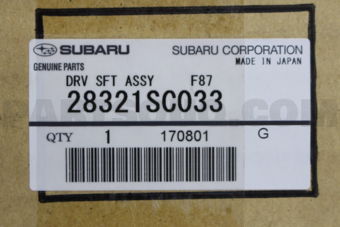 SUBARU SUBARU CORPORATION
GENUINE PARTS MADE IN JAPAN
DRV SFT ASSY F87
28321SC033
QTY 1 170801 G